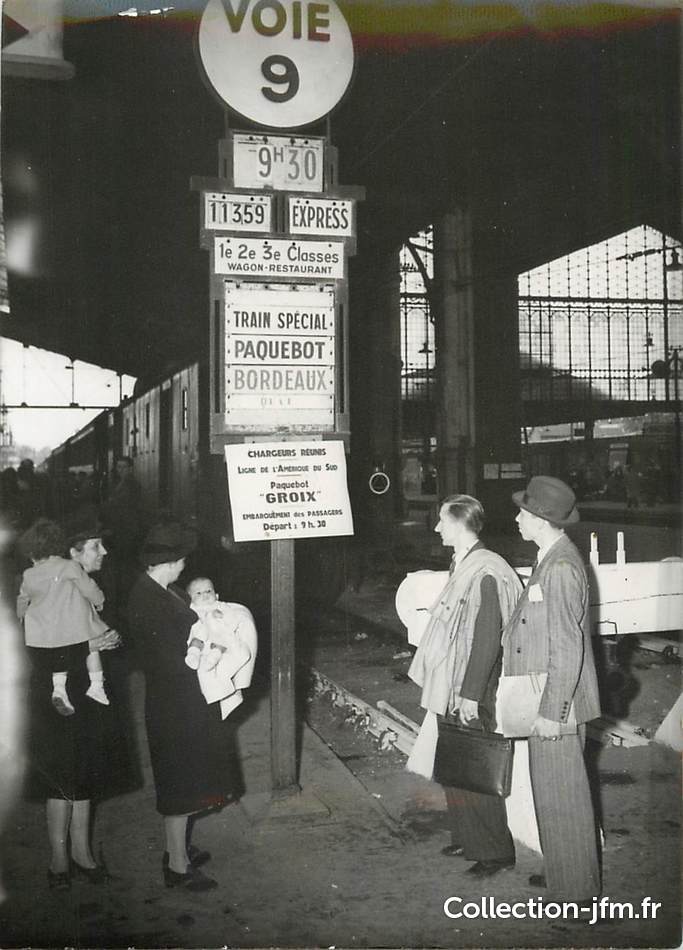 VOIE
9
9H30
11359 EXPRESS
1e 2e 3e Classes
WAGON-RESTAURANT
TRAIN SPÉCIAL
PAQUEBOT
BORDEAUX
CHARGEURS RÉUNIS
LIGNE DE L'AMÉRIQUE DU SUD
Paquebot
"GROIX"
EMBARQUEMENT DES PASSAGERS
Départ : 9 h. 30
Collection-jfm.fr